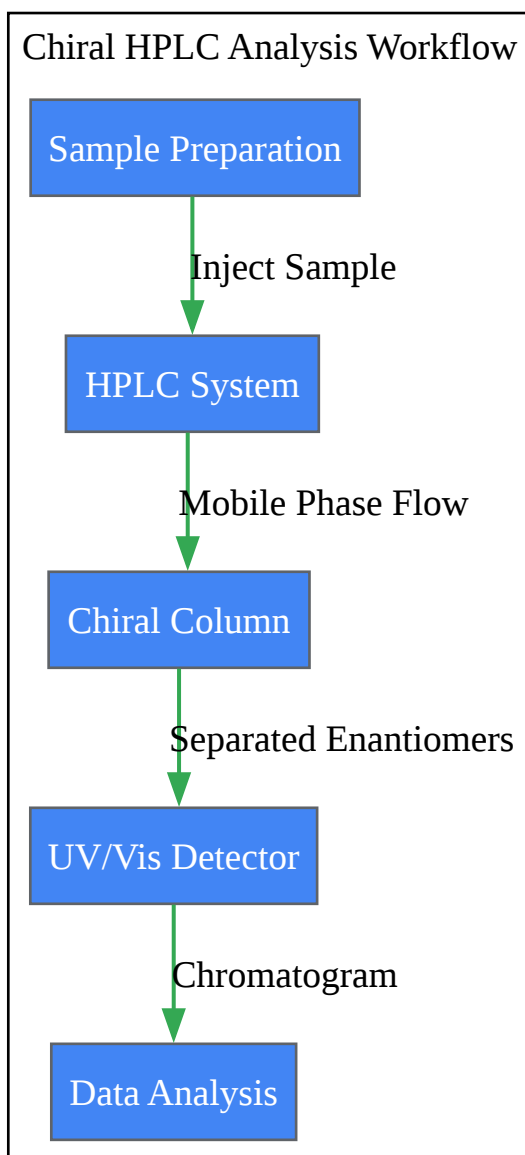 Chiral HPLC Analysis Workflow
Sample Preparation
Inject Sample
HPLC System
Mobile Phase Flow
Chiral Column
Separated Enantiomers
UV/Vis Detector
Chromatogram
Data Analysis